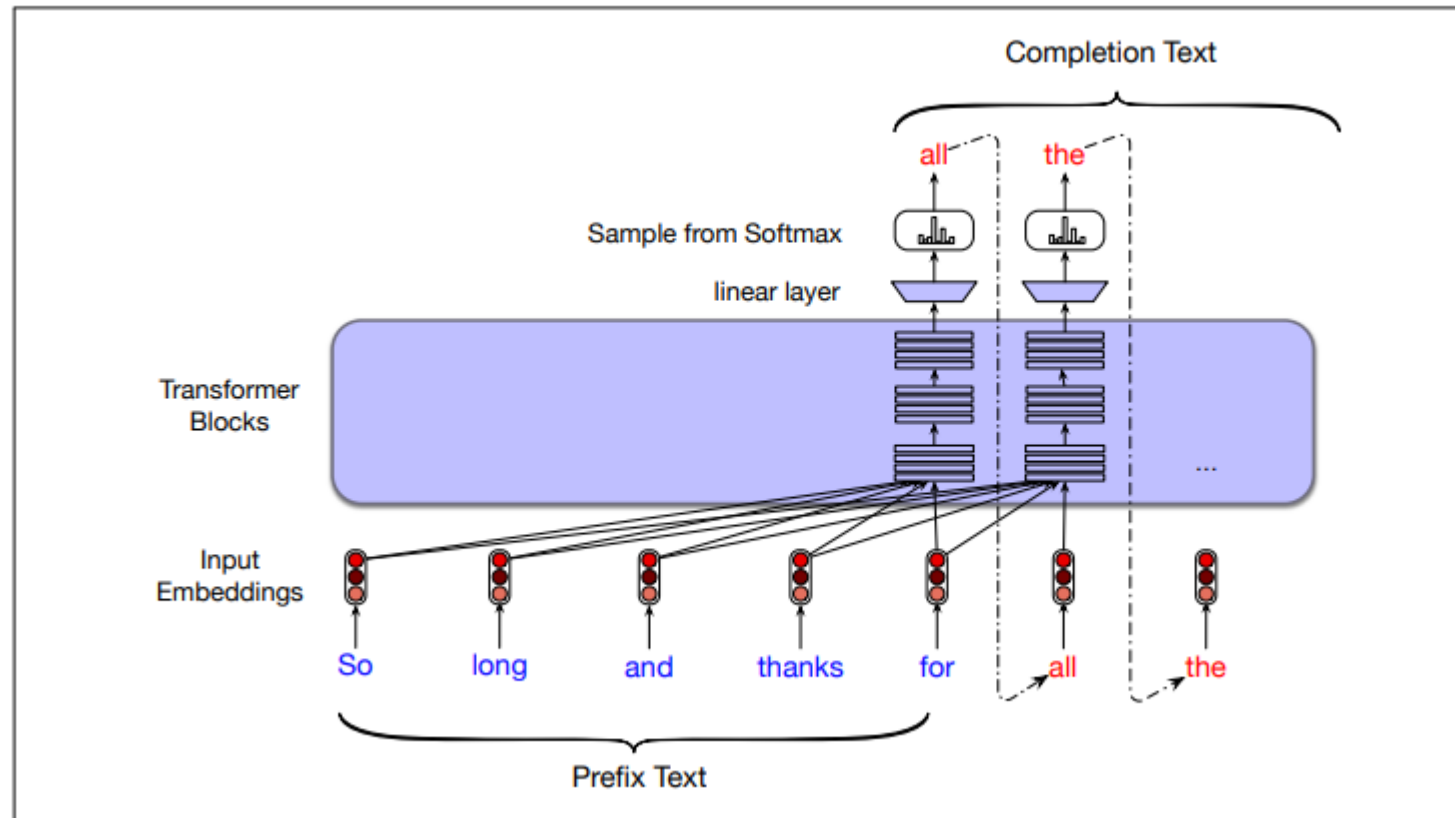 Completion Text
all the
Sample from Softmax
linear layer
Transformer
Blocks
...
Input
Embeddings
So long and thanks for all the
Prefix Text